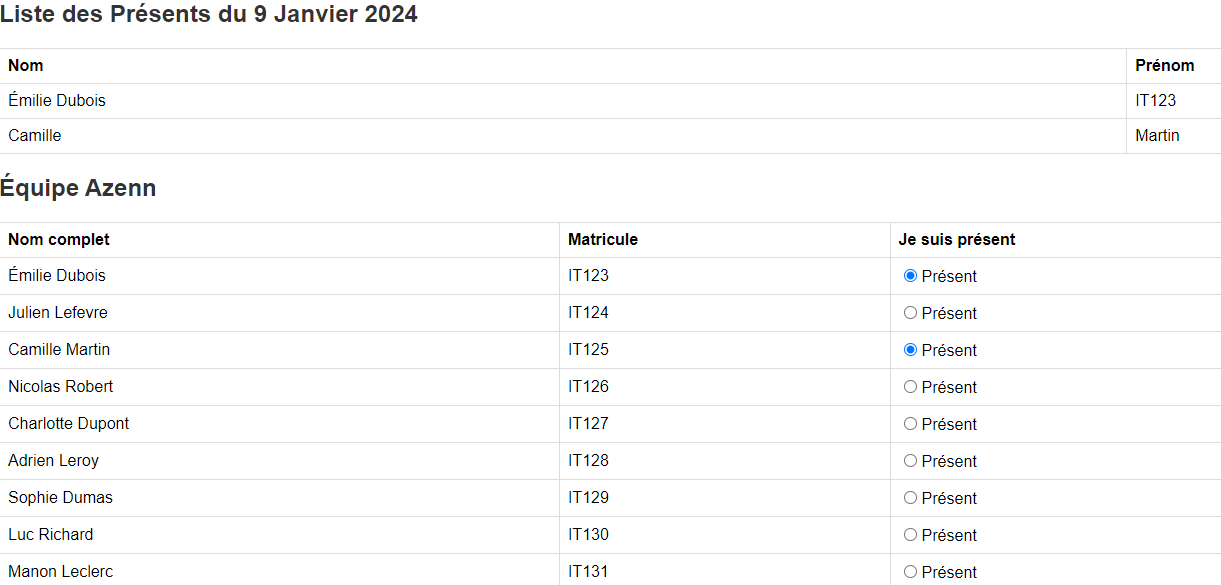 Liste des Présents du 9 Janvier 2024
Nom Prénom
Émilie Dubois IT123
Camille Martin
Équipe Azenn
Nom complet Matricule Je suis présent
Émilie Dubois IT123 Présent
Julien Lefevre IT124 Présent
Camille Martin IT125 Présent
Nicolas Robert IT126 Présent
Charlotte Dupont IT127 Présent
Adrien Leroy IT128 Présent
Sophie Dumas IT129 Présent
Luc Richard IT130 Présent
Manon Leclerc IT131 Présent